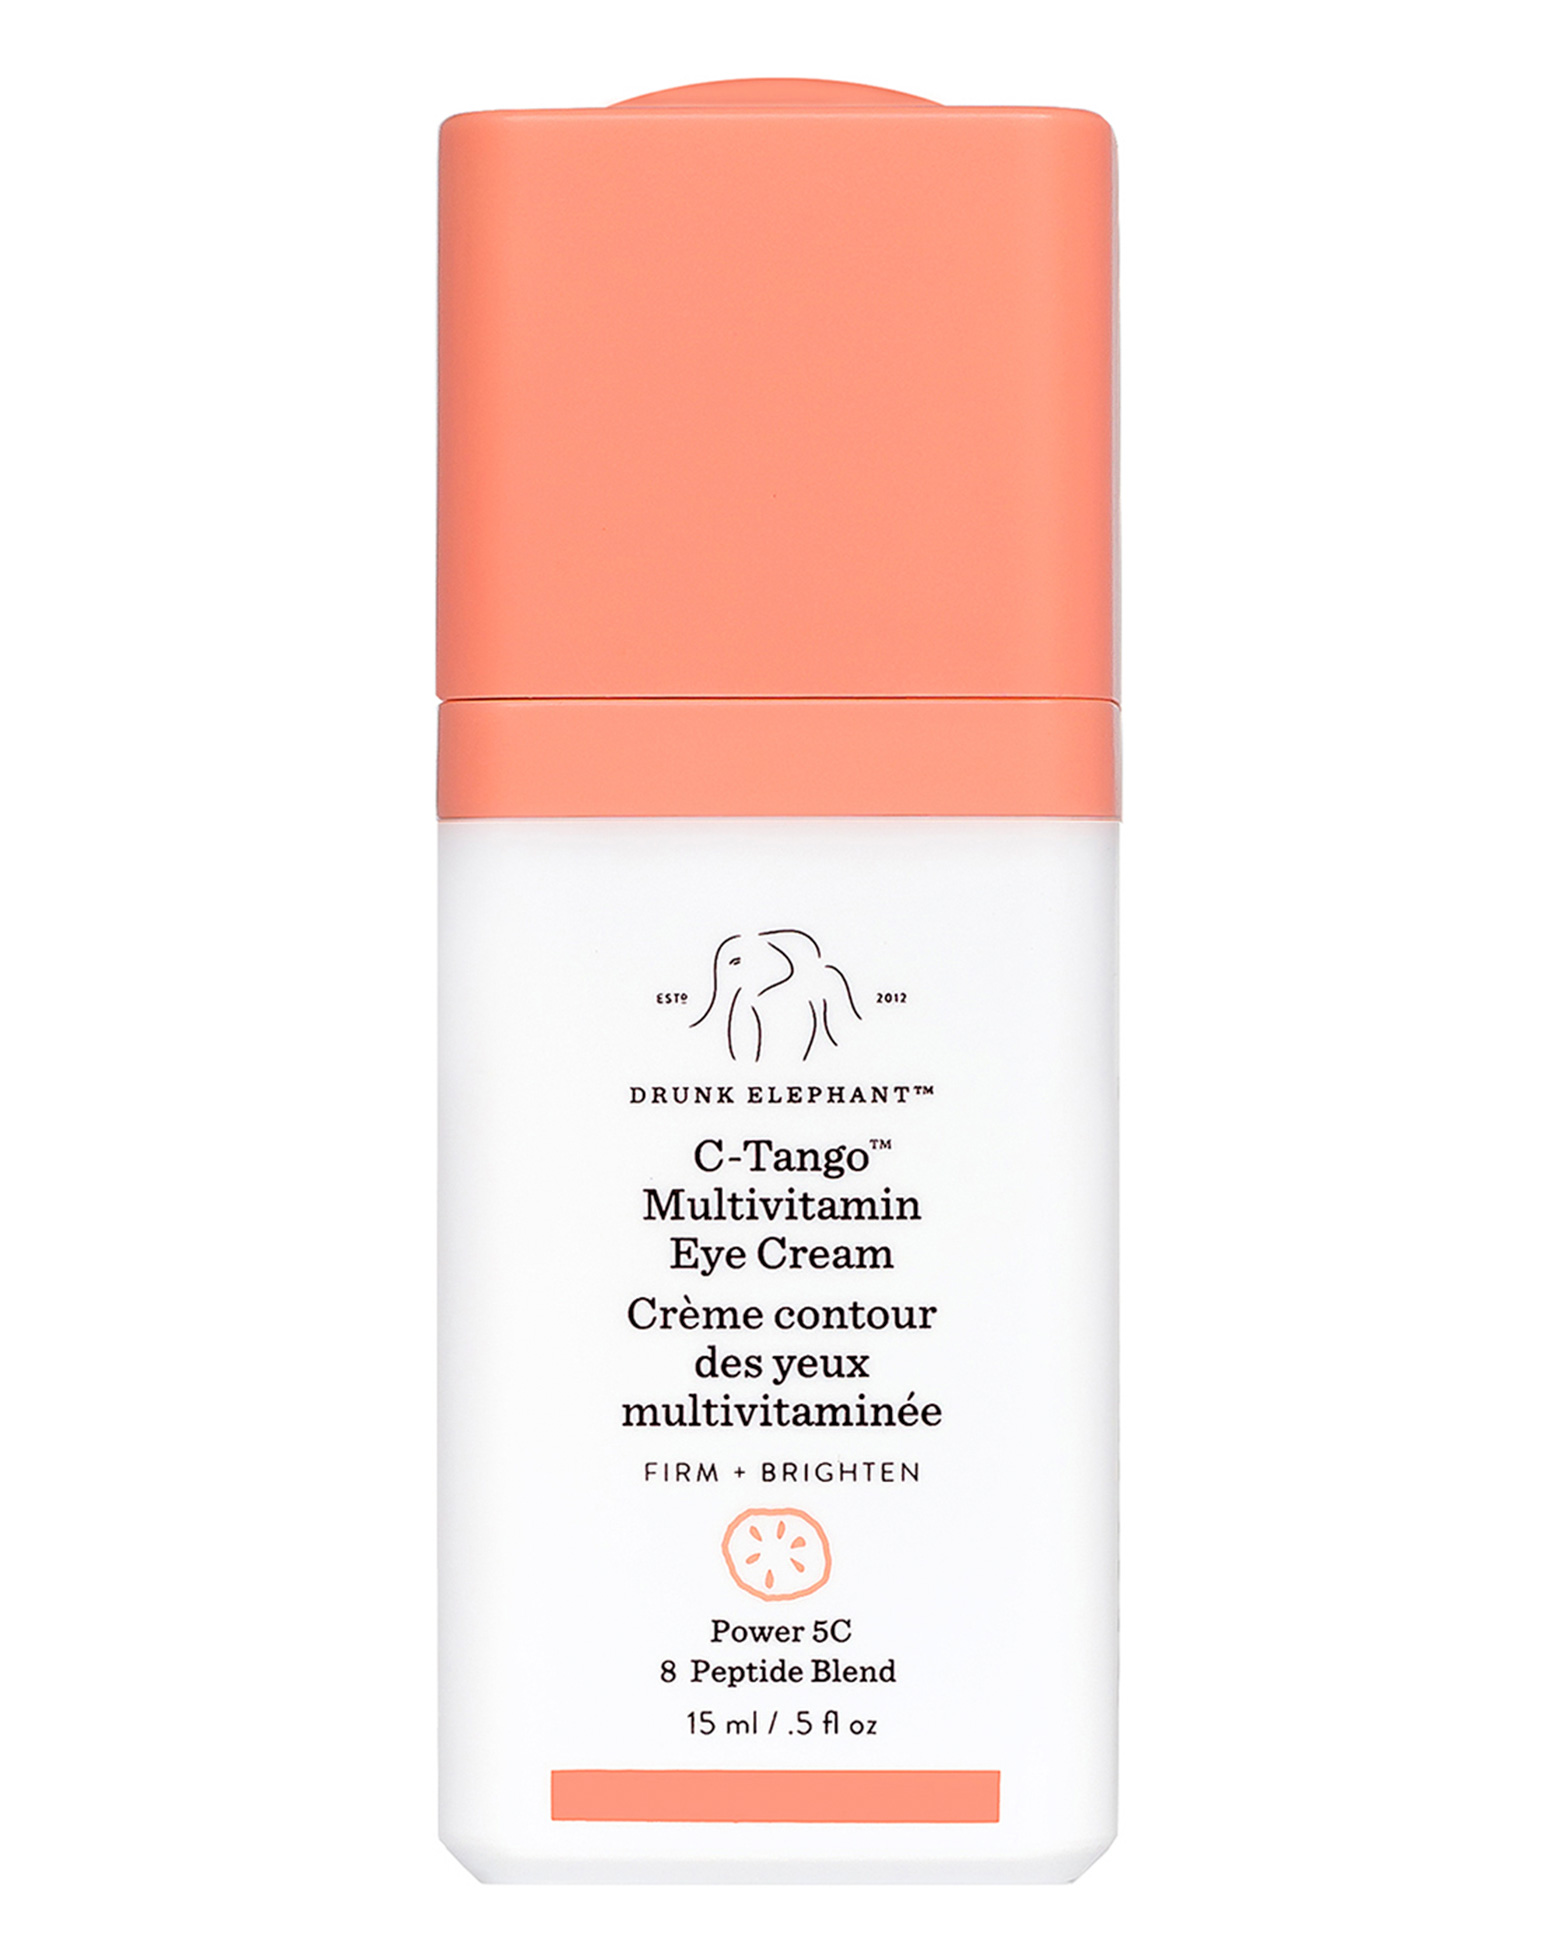 ESTD 2012
DRUNK ELEPHANT™
C-Tango™
Multivitamin
Eye Cream
Crème contour
des yeux
multivitaminée
FIRM + BRIGHTEN
Power 5C
8 Peptide Blend
15 ml / .5 fl oz